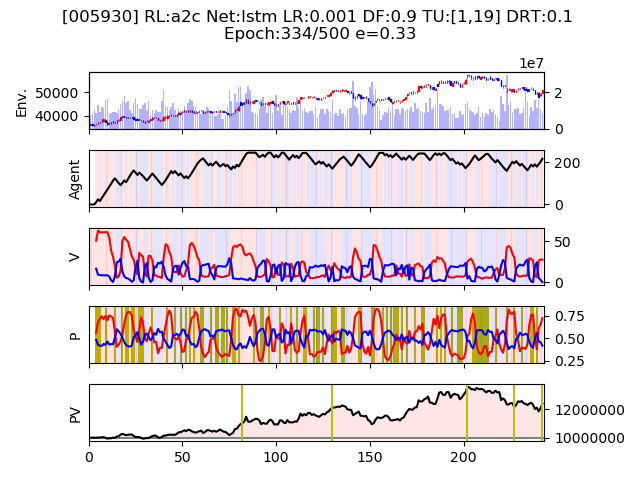 [005930] RL:a2c Net:lstm LR:0.001 DF:0.9 TU:[1,19] DRT:0.1
Epoch:334/500 e=0.33
1e7
Env.
50000
40000
2
0
Agent
200
0
V
50
0
P
0.75
0.50
0.25
PV
12000000
10000000
0
50
100
150
200